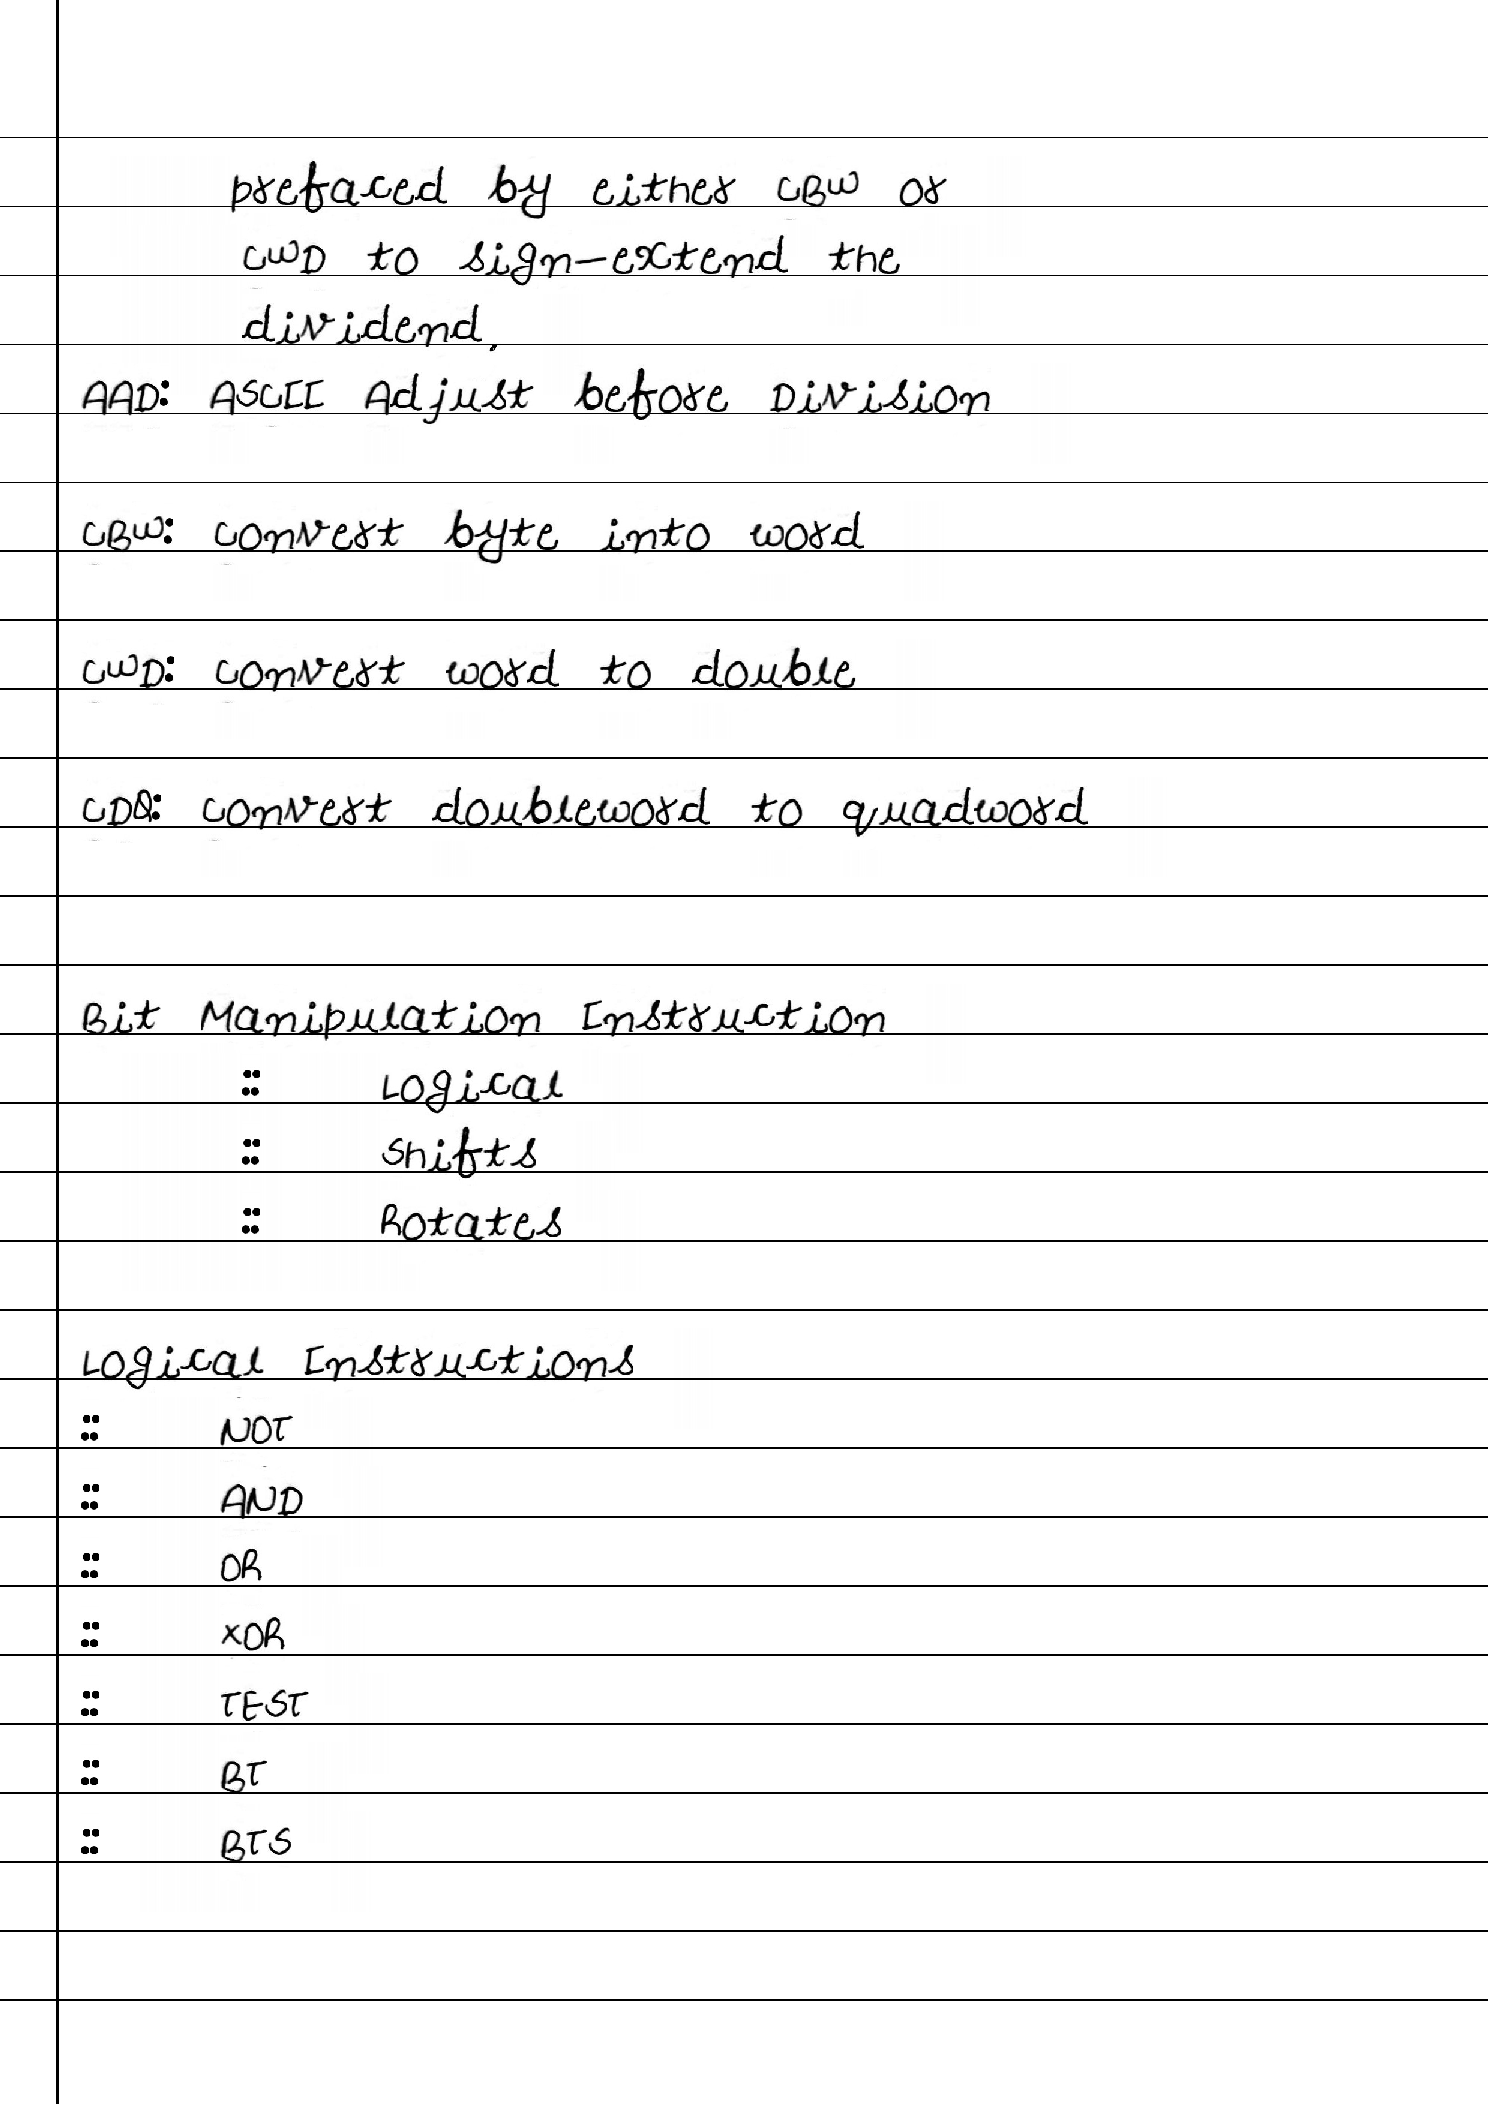 prefaced by either CBW or
CWD to sign-extend the
dividend.
AAD: ASCII Adjust before Division
CBW: convert byte into word
CWD: convert word to double
CDQ: convert doubleword to quadword
Bit Manipulation Instruction
:: Logical
:: Shifts
:: Rotates
Logical Instructions
:: NOT
:: AND
:: OR
:: XOR
:: TEST
:: BT
:: BTS